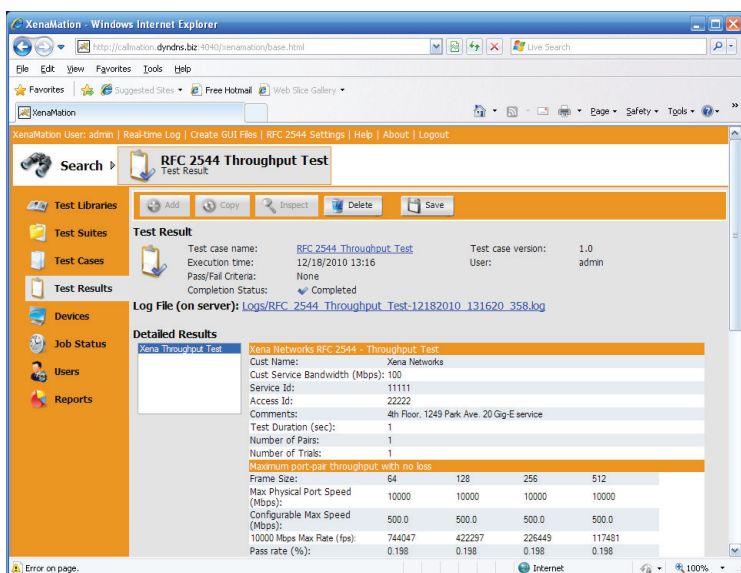 XenaMation - Windows Internet Explorer
http://callmation.dyndns.biz:4040/xenamation/base.html
Live Search
File Edit View Favorites Tools Help
Favorites Suggested Sites Free Hotmail Web Slice Gallery
XenaMation Page Safety Tools »
XenaMation User: admin | Real-time Log | Create GUI Files | RFC 2544 Settings | Help | About | Logout
Search RFC 2544 Throughput Test
Test Result
Test Libraries
Test Suites
Test Cases
Test Results
Devices
Job Status
Users
Reports
Add Copy Inspect Delete Save
Test Result
Test case name: RFC 2544 Throughput Test Test case version: 1.0
Execution time: 12/18/2010 13:16 User: admin
Pass/Fail Criteria: None
Completion Status: Completed
Log File (on server): Logs/RFC_2544_Throughput_Test-12182010_131620_358.log
Detailed Results
Xena Throughput Test
Xena Networks RFC 2544 - Throughput Test
Cust Name: Xena Networks
Cust Service Bandwidth (Mbps): 100
Service Id: 11111
Access Id: 22222
Comments: 4th Floor, 1249 Park Ave. 20 Gig-E service
Test Duration (sec): 1
Number of Pairs: 1
Number of Trials: 1
Maximum port-pair throughput with no loss
Frame Size: 64 128 256 512
Max Physical Port Speed (Mbps): 10000 10000 10000 10000
Configurable Max Speed (Mbps): 500.0 500.0 500.0 500.0
10000 Mbps Max Rate (fps): 744047 422297 226449 117481
Pass rate (%): 0.198 0.198 0.198 0.198
Error on page. Internet 100%